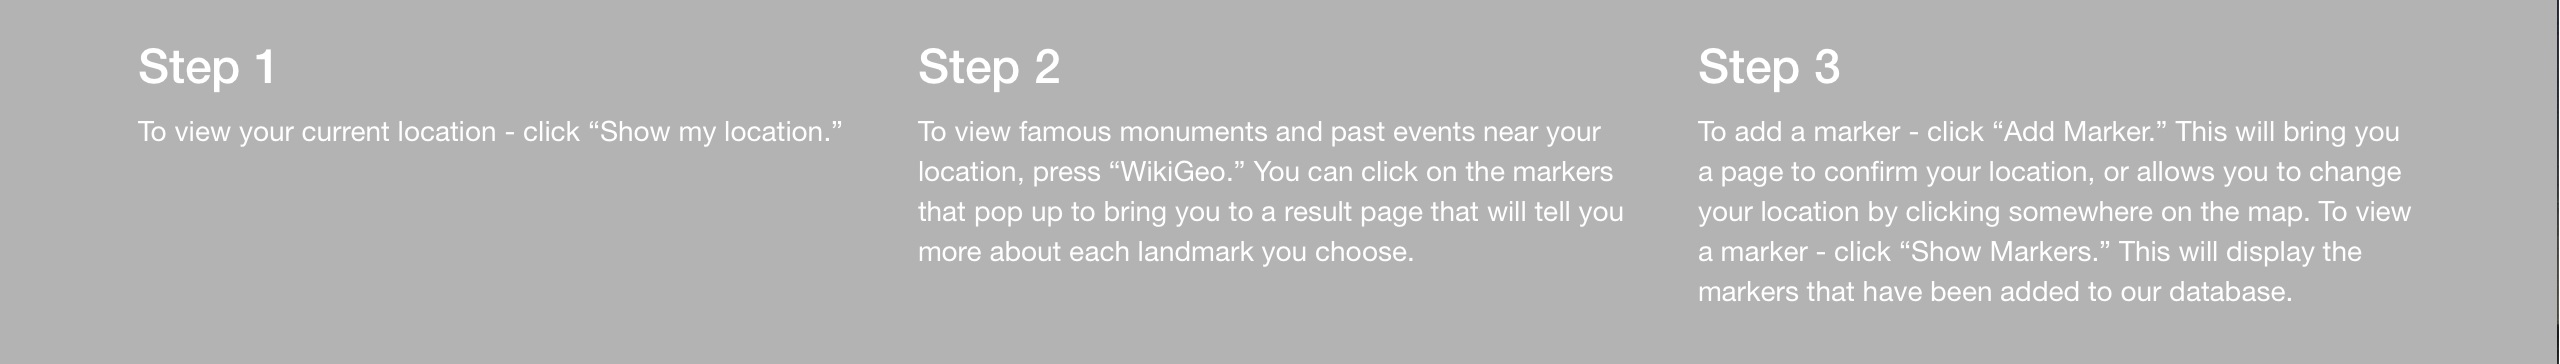 Step 1
To view your current location - click “Show my location.”
Step 2
To view famous monuments and past events near your
location, press “WikiGeo.” You can click on the markers
that pop up to bring you to a result page that will tell you
more about each landmark you choose.
Step 3
To add a marker - click “Add Marker.” This will bring you
a page to confirm your location, or allows you to change
your location by clicking somewhere on the map. To view
a marker - click “Show Markers.” This will display the
markers that have been added to our database.